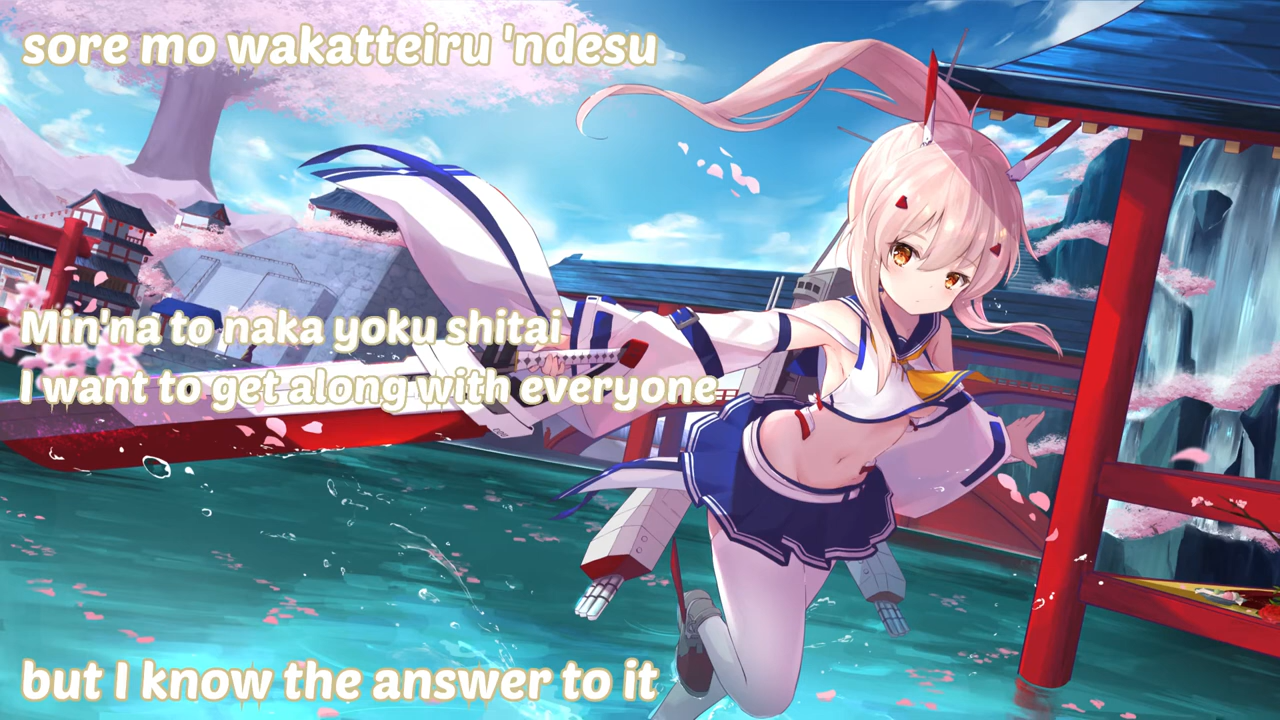 sore mo wakatteiru 'ndesu
Min'na to naka yoku shitai
I want to get along with everyone
but I know the answer to it